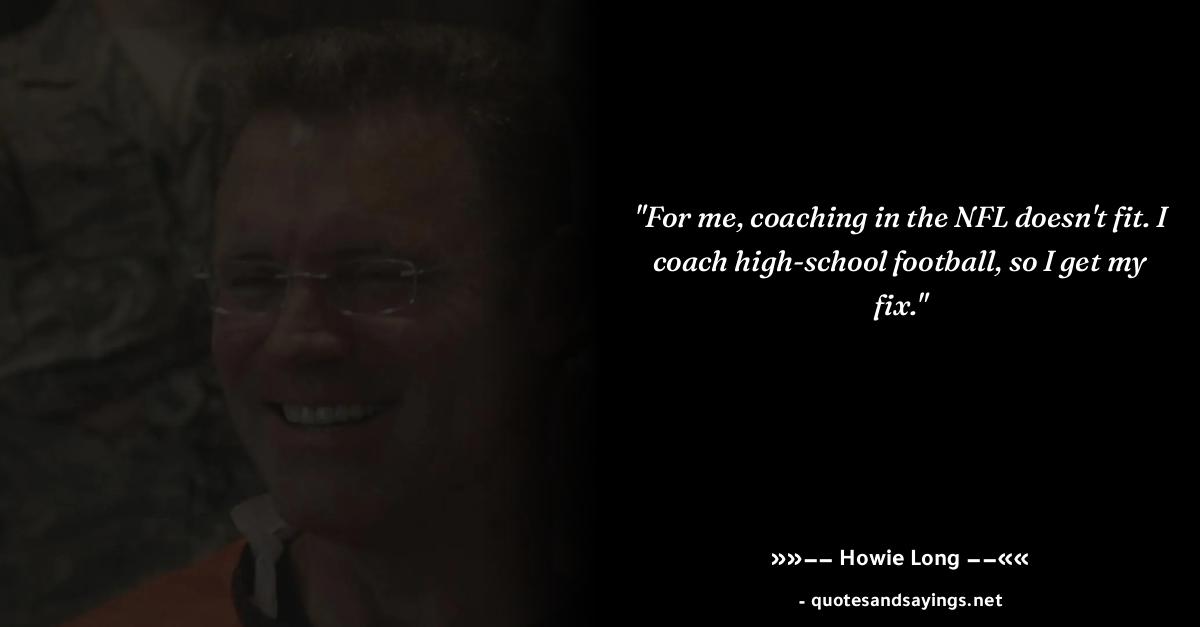 "For me, coaching in the NFL doesn't fit. I
coach high-school football, so I get my
fix."
»»−− Howie Long −−««
- quotesandsayings.net